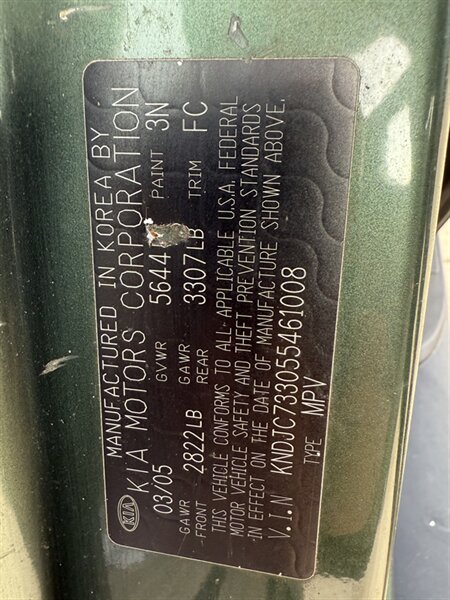 KIA
MANUFACTURED IN KOREA BY
KIA MOTORS CORPORATION
03/05 GVWR 5644 PAINT 3N
GAWR FRONT 2822LB GAWR REAR 3307LB TRIM FC
THIS VEHICLE CONFORMS TO ALL APPLICABLE U.S.A. FEDERAL
MOTOR VEHICLE SAFETY AND THEFT PREVENTION STANDARDS
IN EFFECT ON THE DATE OF MANUFACTURE SHOWN ABOVE.
V.I.N KNDJC733055461008
TYPE MPV